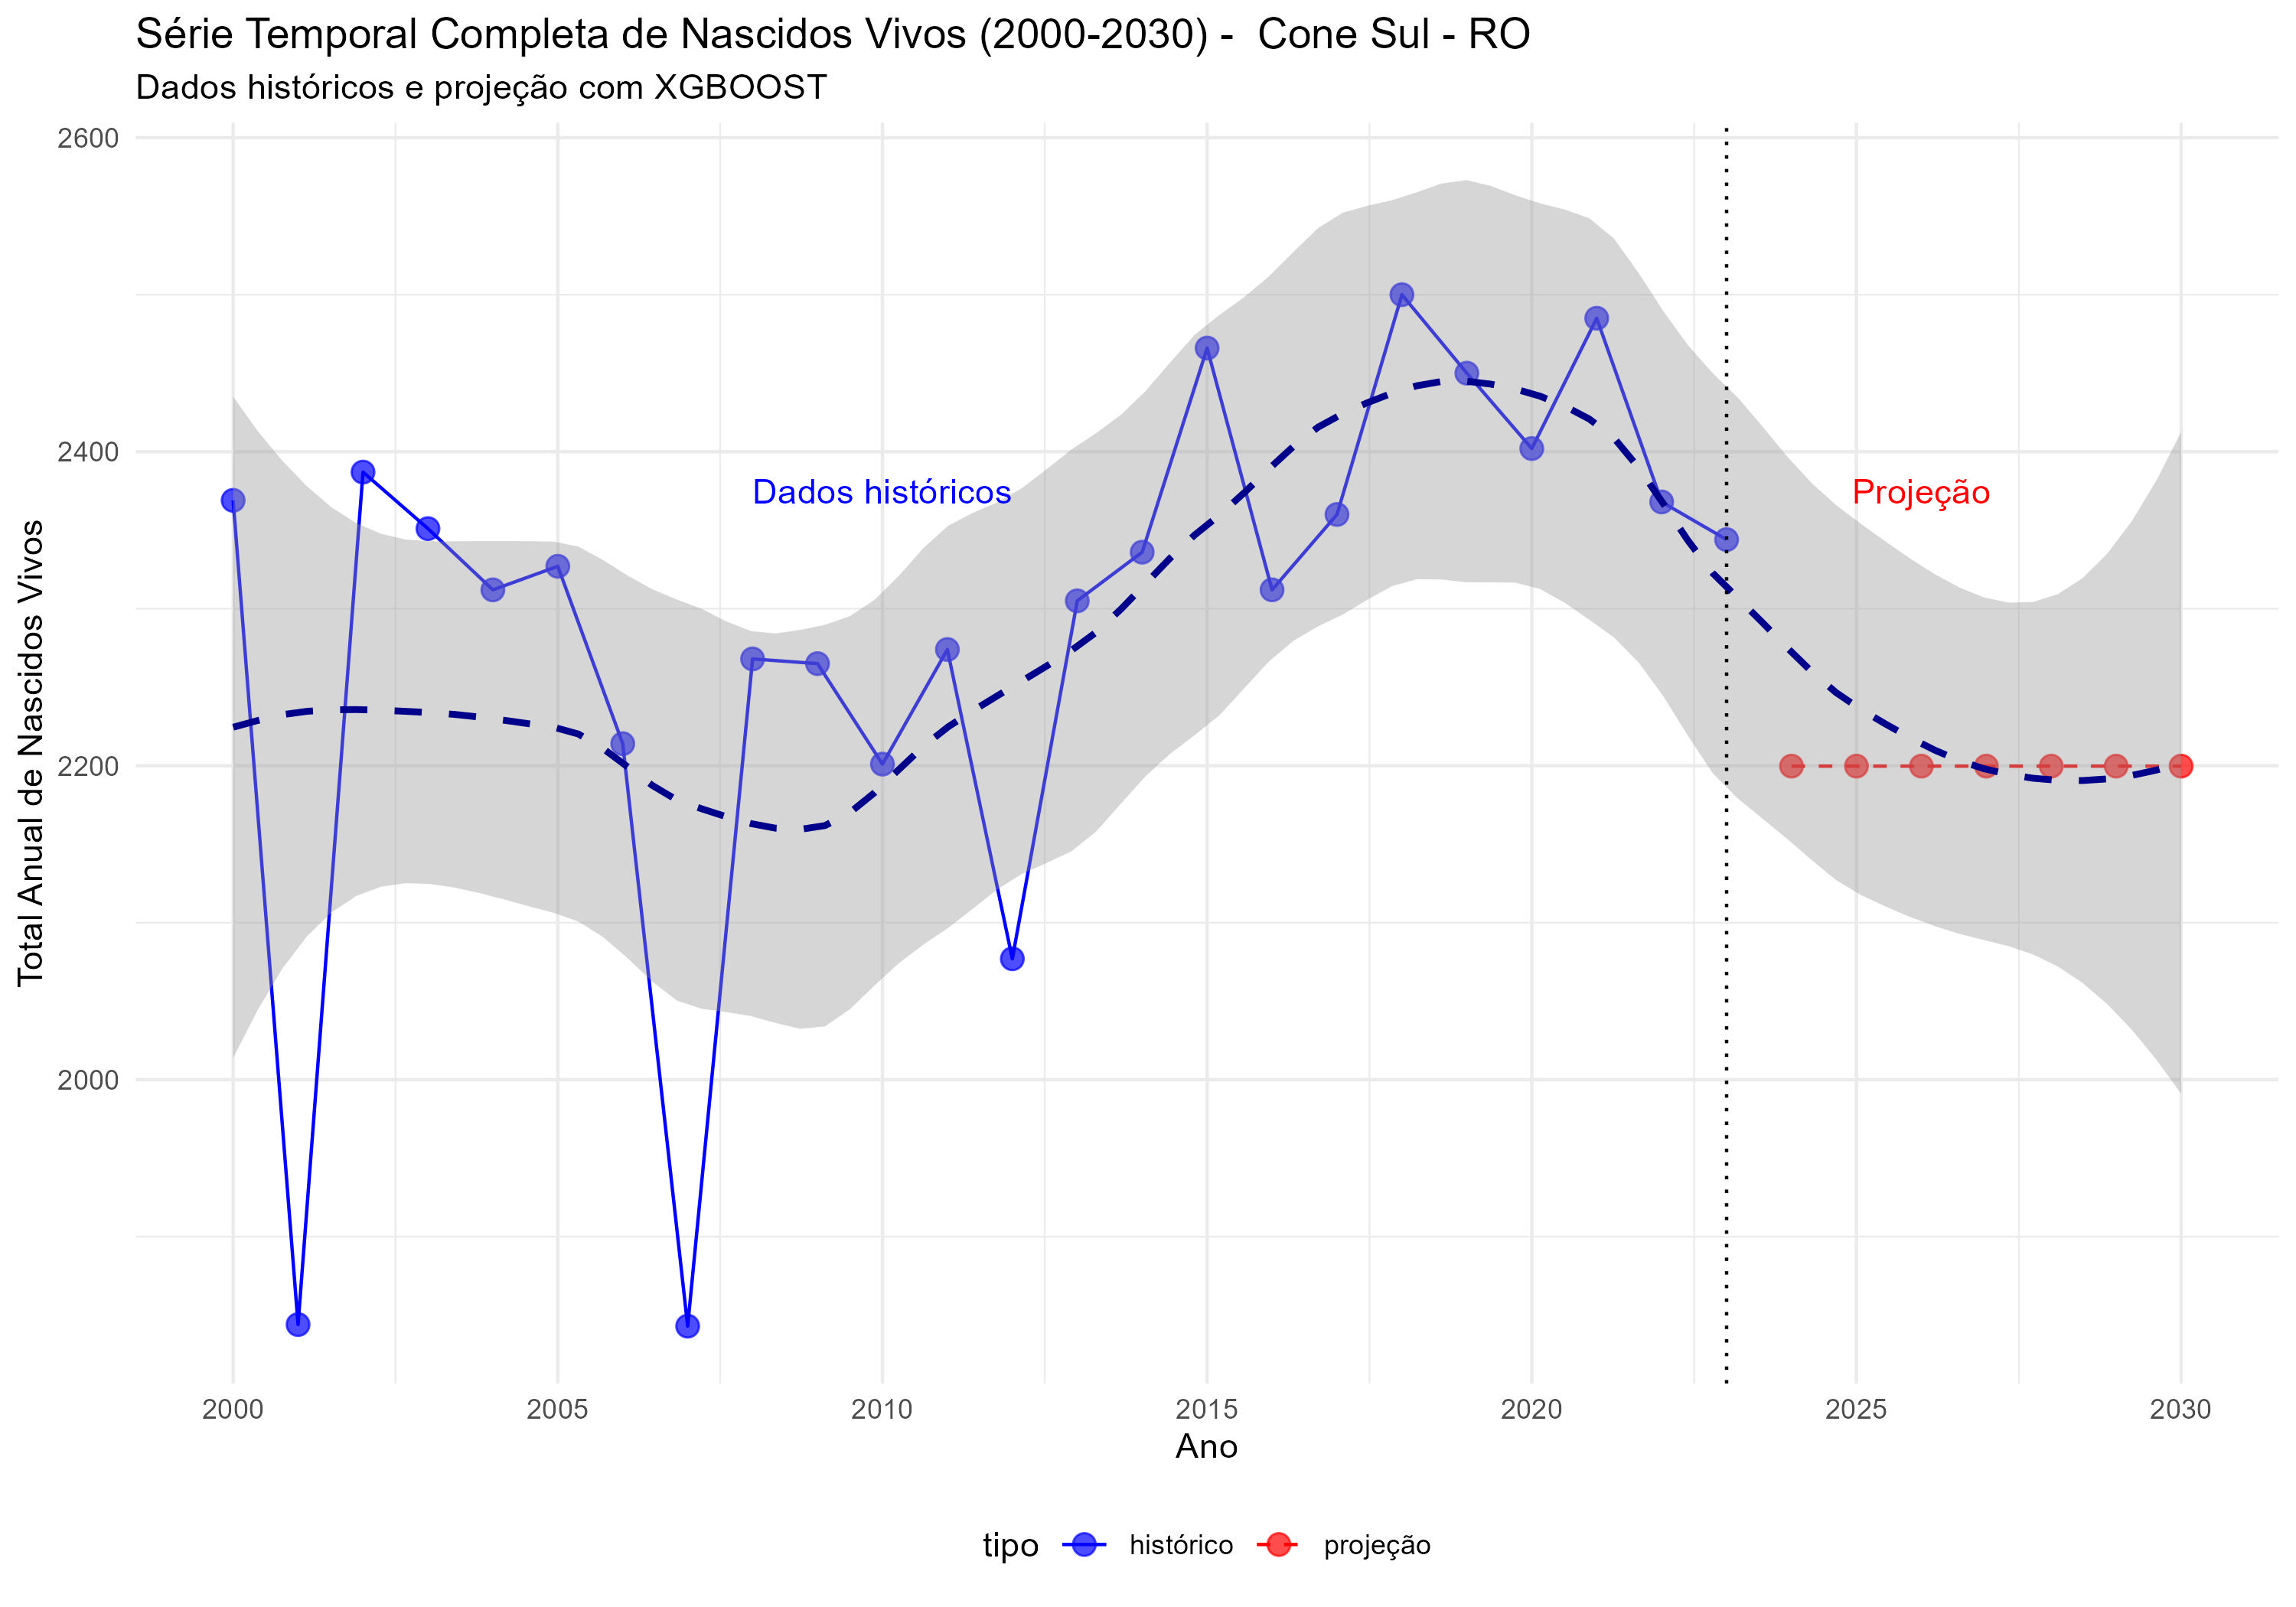 Série Temporal Completa de Nascidos Vivos (2000-2030) -  Cone Sul - RO
Dados históricos e projeção com XGBOOST
Total Anual de Nascidos Vivos
2600
2400
2200
2000
Dados históricos
Projeção
2000 2005 2010 2015 2020 2025 2030
Ano
tipo histórico projeção